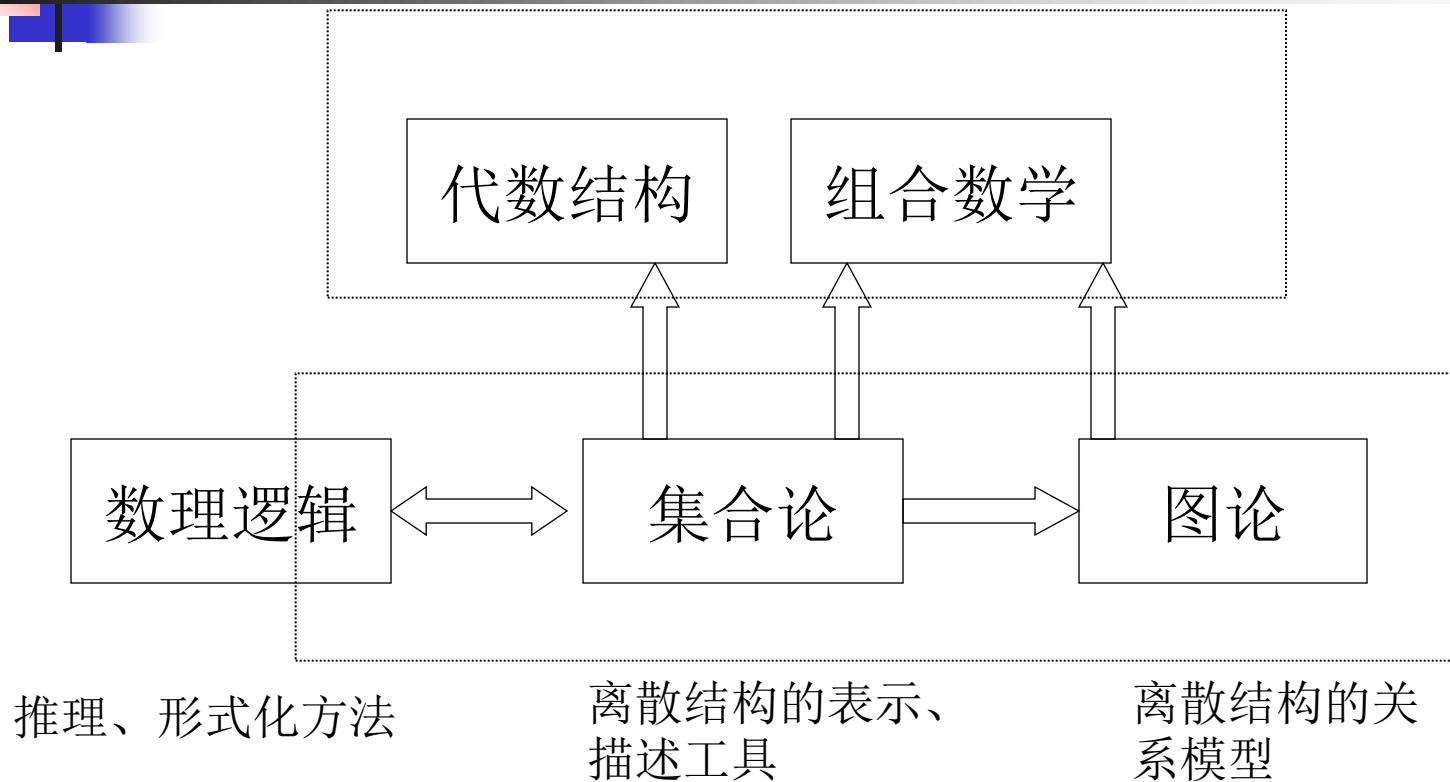 代数结构
组合数学
数理逻辑
集合论
图论
推理、形式化方法
离散结构的表示、
描述工具
离散结构的关
系模型